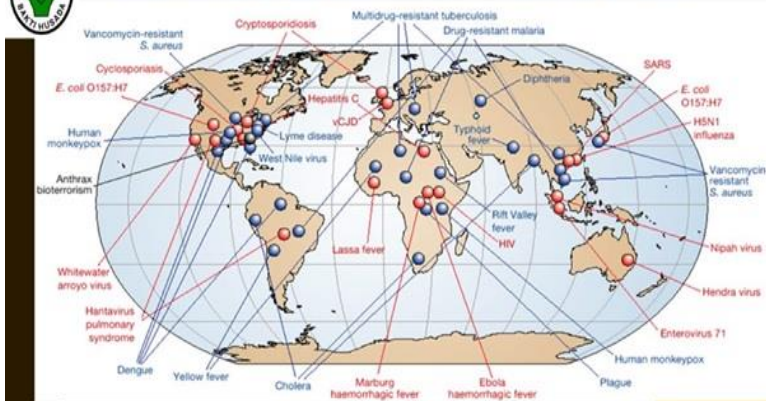 BAKTI HUSADA
Multidrug-resistant tuberculosis
Cryptosporidiosis
Drug-resistant malaria
Vancomycin-resistant
S. aureus
Cyclosporiasis
E. coli O157:H7
Human
monkeypox
Anthrax
bioterrorism
Whitewater
arroyo virus
Hantavirus
pulmonary
syndrome
Dengue
Yellow fever
Cholera
Hepatitis C
vCJD
Lyme disease
West Nile virus
Lassa fever
Marburg
haemorrhagic fever
Ebola
haemorrhagic fever
Diphtheria
Typhoid
fever
Rift Valley
fever
HIV
SARS
E. coli
O157:H7
H5N1
influenza
Vancomycin
resistant
S. aureus
Nipah virus
Hendra virus
Enterovirus 71
Human monkeypox
Plague